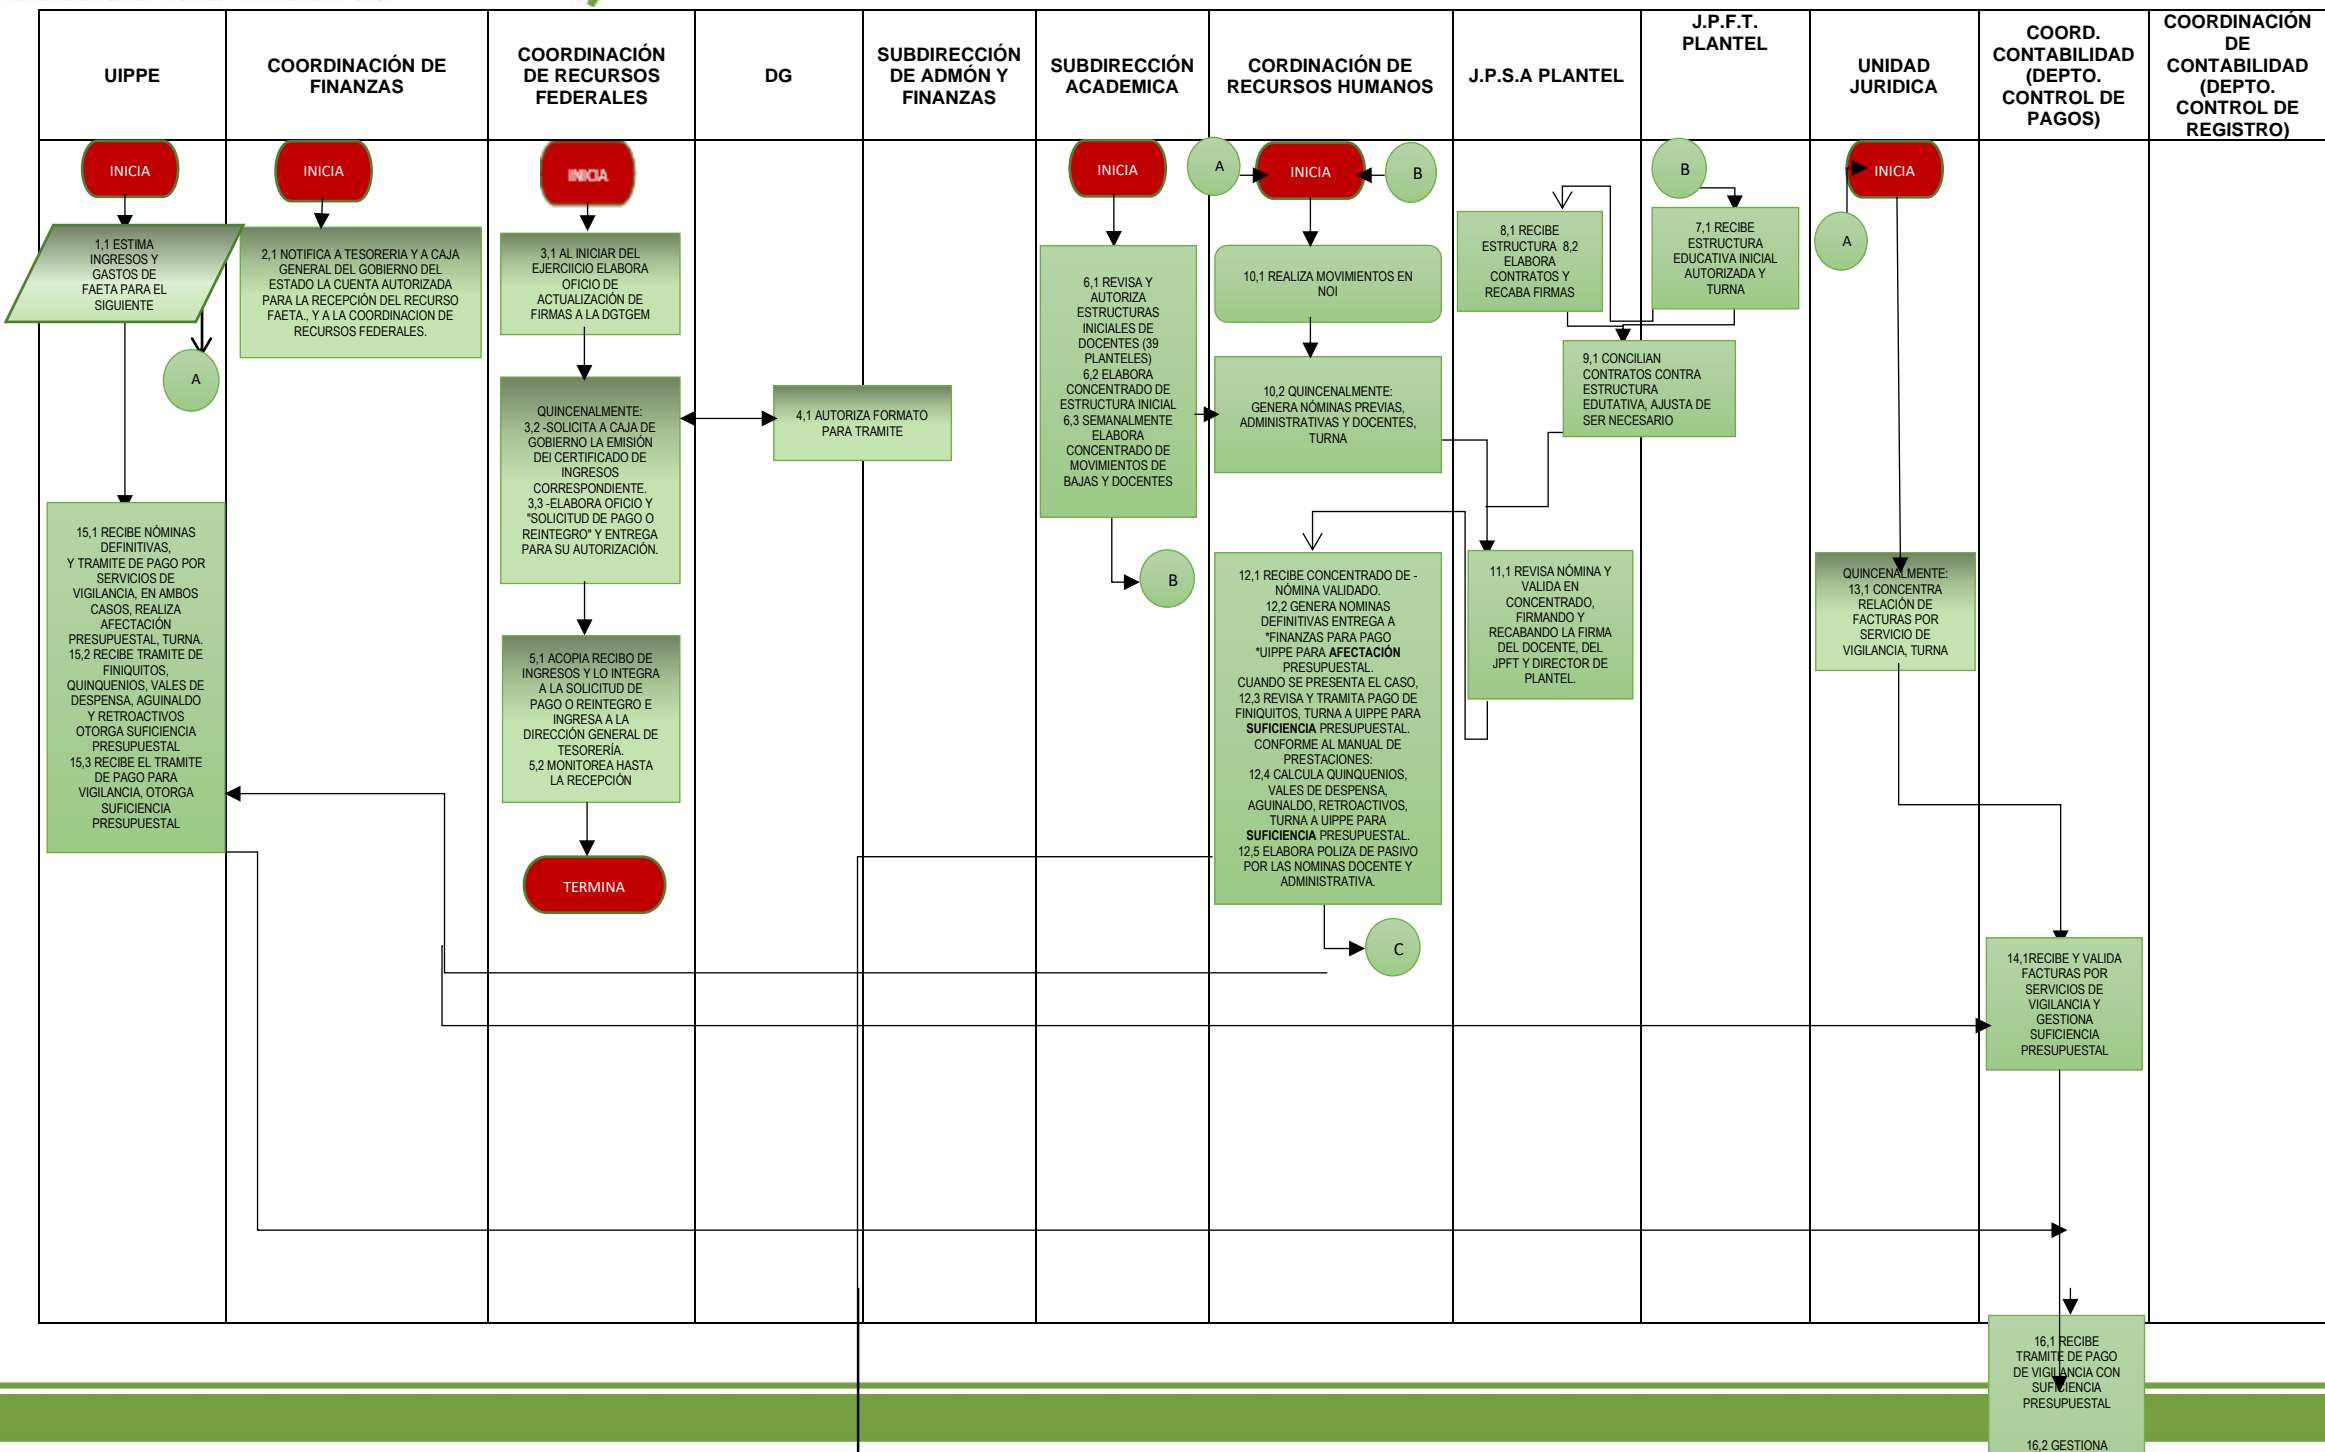 UIPPE
COORDINACIÓN DE
FINANZAS
COORDINACIÓN
DE RECURSOS
FEDERALES
DG
SUBDIRECCIÓN
DE ADMÓN Y
FINANZAS
SUBDIRECCIÓN
ACADEMICA
CORDINACIÓN DE
RECURSOS HUMANOS
J.P.S.A PLANTEL
J.P.F.T.
PLANTEL
UNIDAD
JURIDICA
COORD.
CONTABILIDAD
(DEPTO.
CONTROL DE
PAGOS)
COORDINACIÓN
DE
CONTABILIDAD
(DEPTO.
CONTROL DE
REGISTRO)
INICIA
1,1 ESTIMA
INGRESOS Y
GASTOS DE
FAETA PARA EL
SIGUIENTE
A
15,1 RECIBE NÓMINAS
DEFINITIVAS,
Y TRAMITE DE PAGO POR
SERVICIOS DE
VIGILANCIA, EN AMBOS
CASOS, REALIZA
AFECTACIÓN
PRESUPUESTAL, TURNA.
15,2 RECIBE TRAMITE DE
FINIQUITOS,
QUINQUENIOS, VALES DE
DESPENSA, AGUINALDO
Y RETROACTIVOS
OTORGA SUFICIENCIA
PRESUPUESTAL
15,3 RECIBE EL TRAMITE
DE PAGO PARA
VIGILANCIA, OTORGA
SUFICIENCIA
PRESUPUESTAL
INICIA
2,1 NOTIFICA A TESORERIA Y A CAJA
GENERAL DEL GOBIERNO DEL
ESTADO LA CUENTA AUTORIZADA
PARA LA RECEPCIÓN DEL RECURSO
FAETA., Y A LA COORDINACION DE
RECURSOS FEDERALES.
INICIA
3,1 AL INICIAR DEL
EJERCIICIO ELABORA
OFICIO DE
ACTUALIZACIÓN DE
FIRMAS A LA DGTGEM
QUINCENALMENTE:
3,2 -SOLICITA A CAJA DE
GOBIERNO LA EMISIÓN
DEl CERTIFICADO DE
INGRESOS
CORRESPONDIENTE.
3,3 -ELABORA OFICIO Y
"SOLICITUD DE PAGO O
REINTEGRO" Y ENTREGA
PARA SU AUTORIZACIÓN.
5,1 ACOPIA RECIBO DE
INGRESOS Y LO INTEGRA
A LA SOLICITUD DE
PAGO O REINTEGRO E
INGRESA A LA
DIRECCIÓN GENERAL DE
TESORERÍA.
5,2 MONITOREA HASTA
LA RECEPCIÓN
TERMINA
4,1 AUTORIZA FORMATO
PARA TRAMITE
INICIA
6,1 REVISA Y
AUTORIZA
ESTRUCTURAS
INICIALES DE
DOCENTES (39
PLANTELES)
6,2 ELABORA
CONCENTRADO DE
ESTRUCTURA INICIAL
6,3 SEMANALMENTE
ELABORA
CONCENTRADO DE
MOVIMIENTOS DE
BAJAS Y DOCENTES
B
A
INICIA
B
10,1 REALIZA MOVIMIENTOS EN
NOI
10,2 QUINCENALMENTE:
GENERA NÓMINAS PREVIAS,
ADMINISTRATIVAS Y DOCENTES,
TURNA
12,1 RECIBE CONCENTRADO DE -
NÓMINA VALIDADO.
12,2 GENERA NOMINAS
DEFINITIVAS ENTREGA A
*FINANZAS PARA PAGO
*UIPPE PARA AFECTACIÓN
PRESUPUESTAL.
CUANDO SE PRESENTA EL CASO,
12,3 REVISA Y TRAMITA PAGO DE
FINIQUITOS, TURNA A UIPPE PARA
SUFICIENCIA PRESUPUESTAL.
CONFORME AL MANUAL DE
PRESTACIONES:
12,4 CALCULA QUINQUENIOS,
VALES DE DESPENSA,
AGUINALDO, RETROACTIVOS,
TURNA A UIPPE PARA
SUFICIENCIA PRESUPUESTAL.
12,5 ELABORA POLIZA DE PASIVO
POR LAS NOMINAS DOCENTE Y
ADMINISTRATIVA.
C
8,1 RECIBE
ESTRUCTURA 8,2
ELABORA
CONTRATOS Y
RECABA FIRMAS
B
7,1 RECIBE
ESTRUCTURA
EDUCATIVA INICIAL
AUTORIZADA Y
TURNA
9,1 CONCILIAN
CONTRATOS CONTRA
ESTRUCTURA
EDUTATIVA, AJUSTA DE
SER NECESARIO
11,1 REVISA NÓMINA Y
VALIDA EN
CONCENTRADO,
FIRMANDO Y
RECABANDO LA FIRMA
DEL DOCENTE, DEL
JPFT Y DIRECTOR DE
PLANTEL.
INICIA
A
QUINCENALMENTE:
13,1 CONCENTRA
RELACIÓN DE
FACTURAS POR
SERVICIO DE
VIGILANCIA, TURNA
14,1RECIBE Y VALIDA
FACTURAS POR
SERVICIOS DE
VIGILANCIA Y
GESTIONA
SUFICIENCIA
PRESUPUESTAL
16,1 RECIBE
TRAMITE DE PAGO
DE VIGILANCIA CON
SUFICIENCIA
PRESUPUESTAL
16,2 GESTIONA